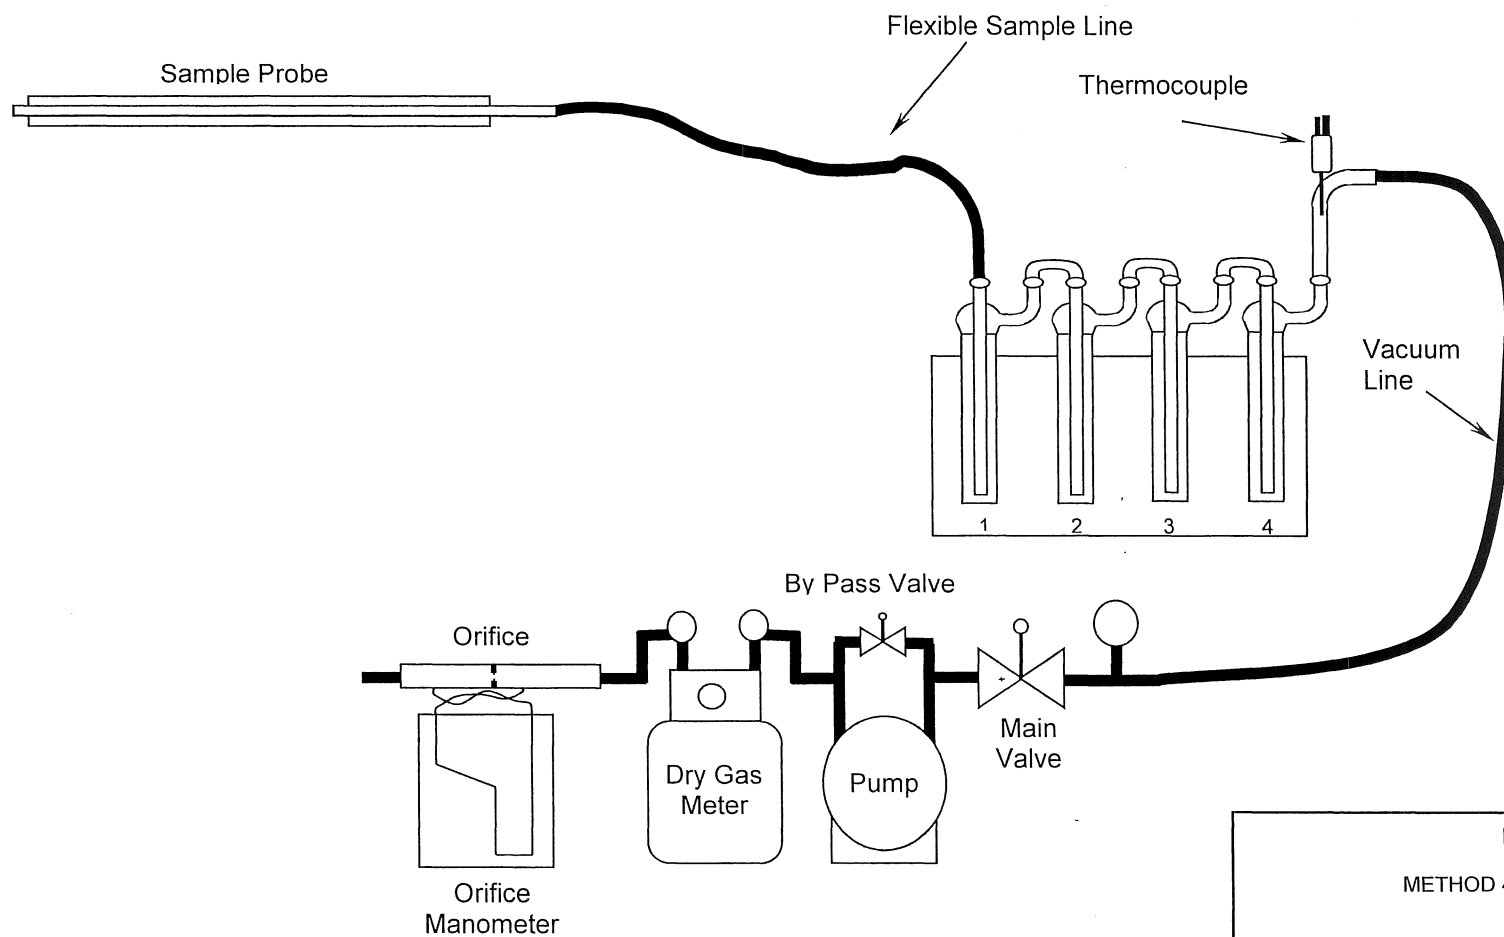 Flexible Sample Line
Sample Probe
Thermocouple
Vacuum
Line
1 2 3 4
By Pass Valve
Orifice
Main
Valve
Dry Gas
Meter
Pump
Orifice
Manometer
METHOD